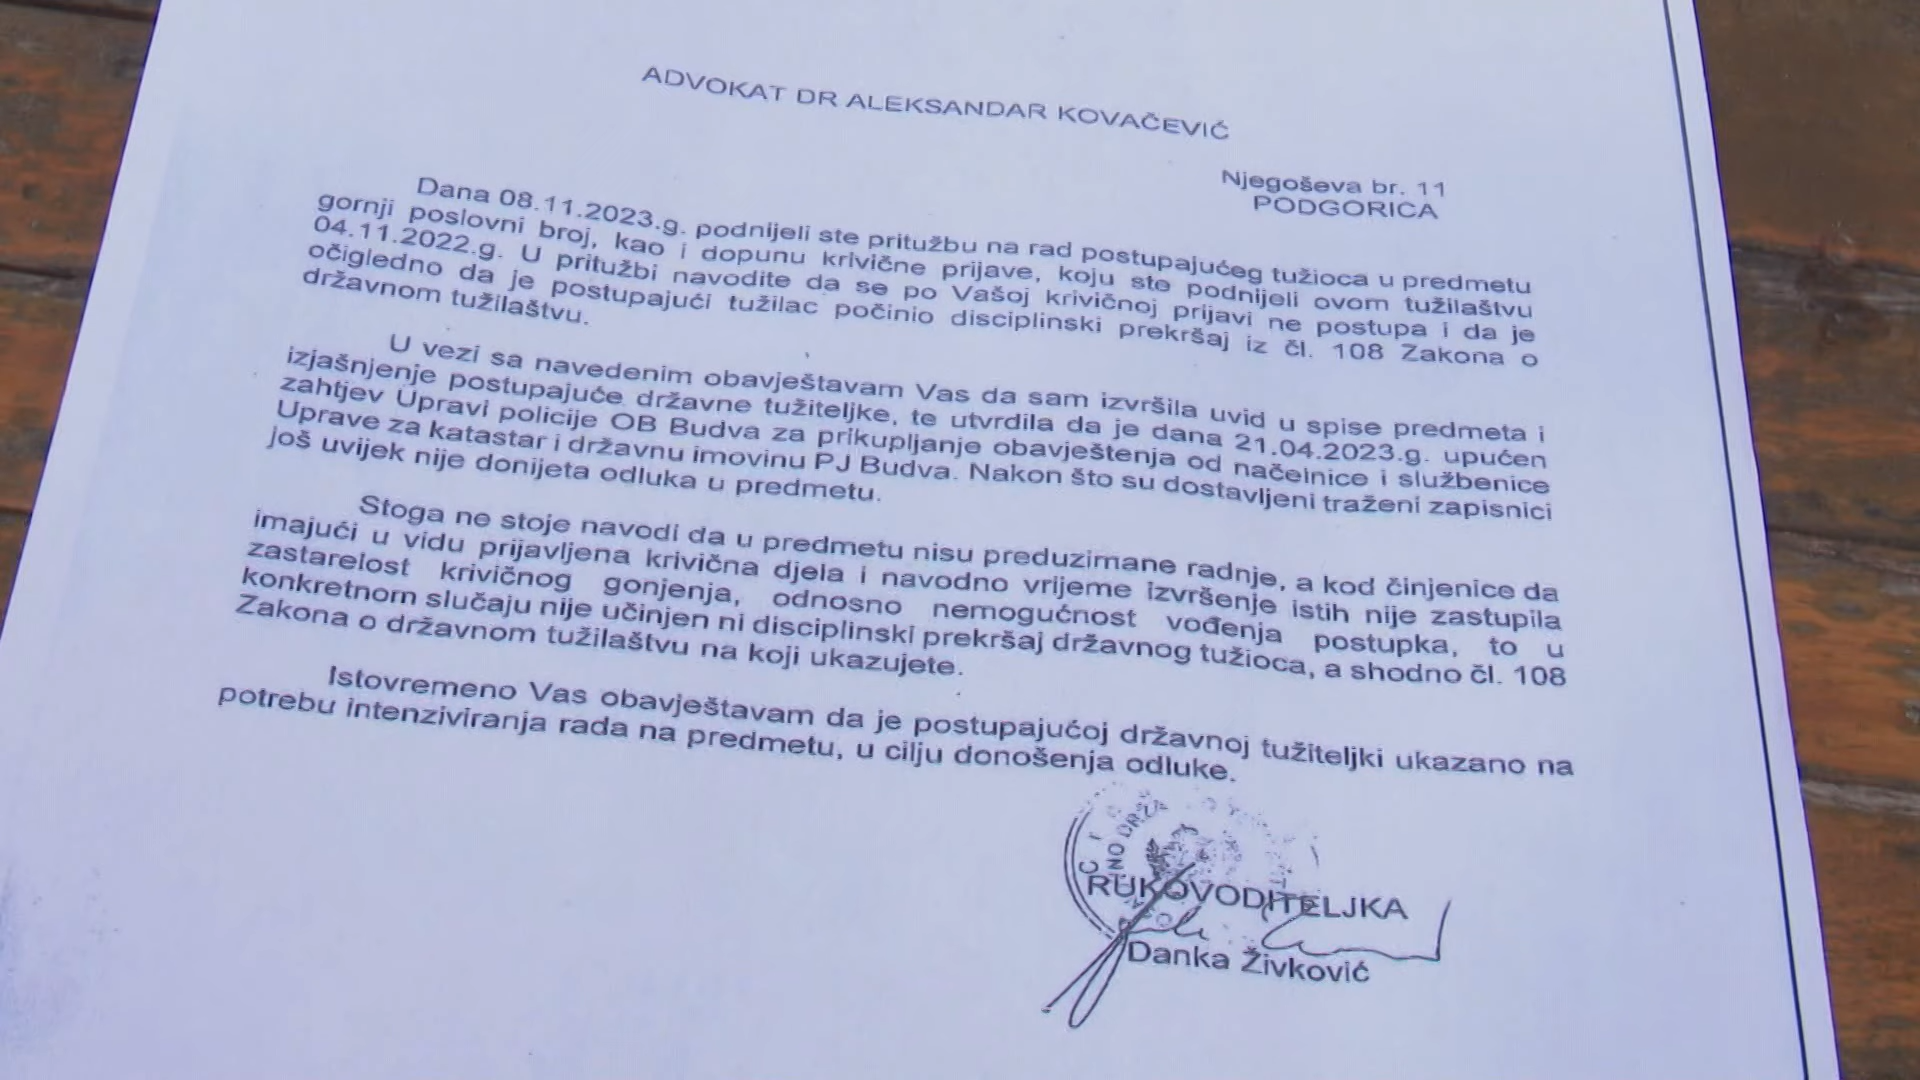 ADVOKAT DR ALEKSANDAR KOVAČEVIĆ
Njegoševa br. 11
PODGORICA
Dana 08.11.2023.g. podnijeli ste pritužbu na rad postupajućeg tužioca u predmetu
gornji poslovni broj, kao i dopunu krivične prijave, koju ste podnijeli ovom tužilaštvu
04.11.2022.g. U pritužbi navodite da se po Vašoj krivičnoj prijavi ne postupa i da je
očigledno da je postupajući tužilac počinio disciplinski prekršaj iz čl. 108 Zakona o
državnom tužilaštvu.
U vezi sa navedenim obavještavam Vas da sam izvršila uvid u spise predmeta i
izjašnjenje postupajuće državne tužiteljke, te utvrdila da je dana 21.04.2023.g. upućen
zahtjev Upravi policije OB Budva za prikupljanje obavještenja od načelnice i službenice
Uprave za katastar i državnu imovinu PJ Budva. Nakon što su dostavljeni traženi zapisnici
još uvijek nije donijeta odluka u predmetu.
Stoga ne stoje navodi da u predmetu nisu preduzimane radnje, a kod činjenice da
imajući u vidu prijavljena krivična djela i navodno vrijeme izvršenje istih nije zastupila
zastarelost krivičnog gonjenja, odnosno nemogućnost vođenja postupka, to u
konkretnom slučaju nije učinjen ni disciplinski prekršaj državnog tužioca, a shodno čl. 108
Zakona o državnom tužilaštvu na koji ukazujete.
Istovremeno Vas obavještavam da je postupajućoj državnoj tužiteljki ukazano na
potrebu intenziviranja rada na predmetu, u cilju donošenja odluke.
RUKOVODITELJKA
Danka Živković